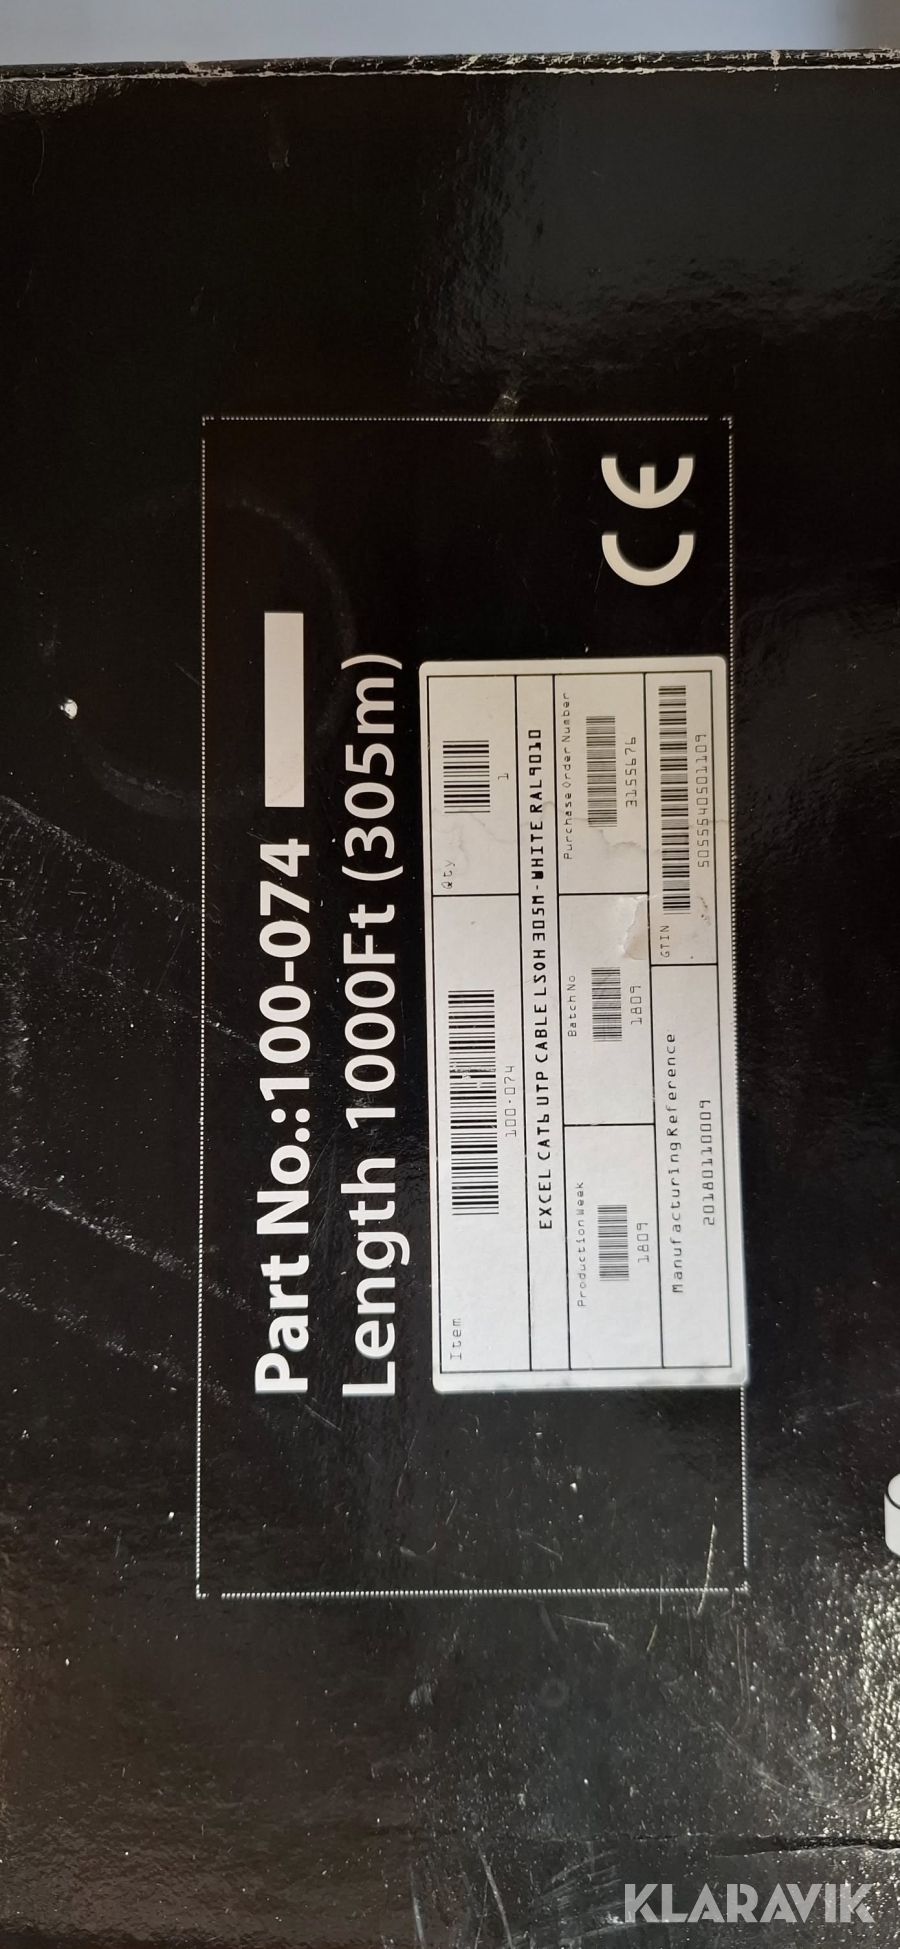 Part No.:100-074
Length 1000Ft (305m)
CE
Item
100-074
Qty
1
EXCEL CAT6 UTP CABLE LSOH 305M - WHITE RAL9010
Production Week
1809
Batch No
1809
Purchase Order Number
3155676
Manufacturing Reference
20180110009
GTIN
5055540501109
KLARAVIK